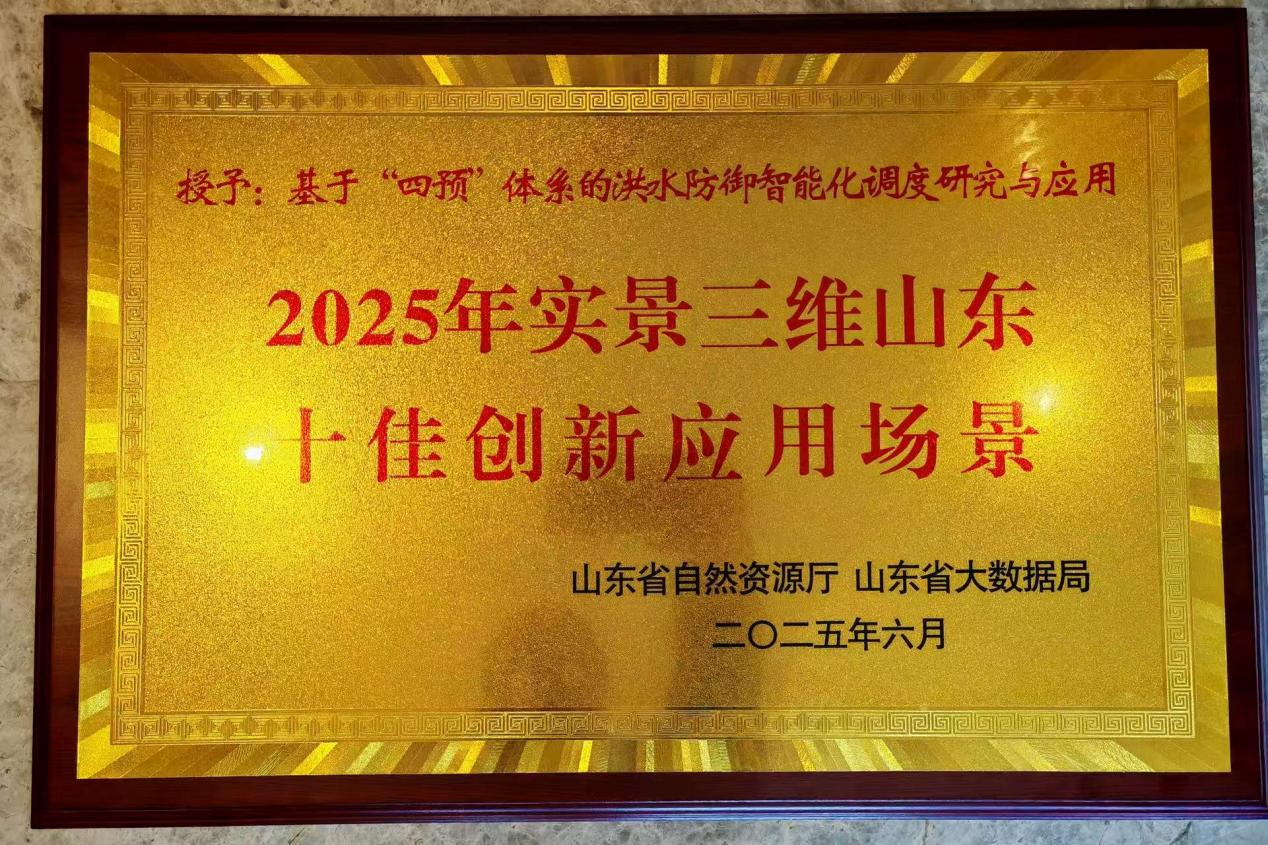 授予：基于“四预”体系的洪水防御智能化调度研究与应用
2025年实景三维山东
十佳创新应用场景
山东省自然资源厅 山东省大数据局
二〇二五年六月